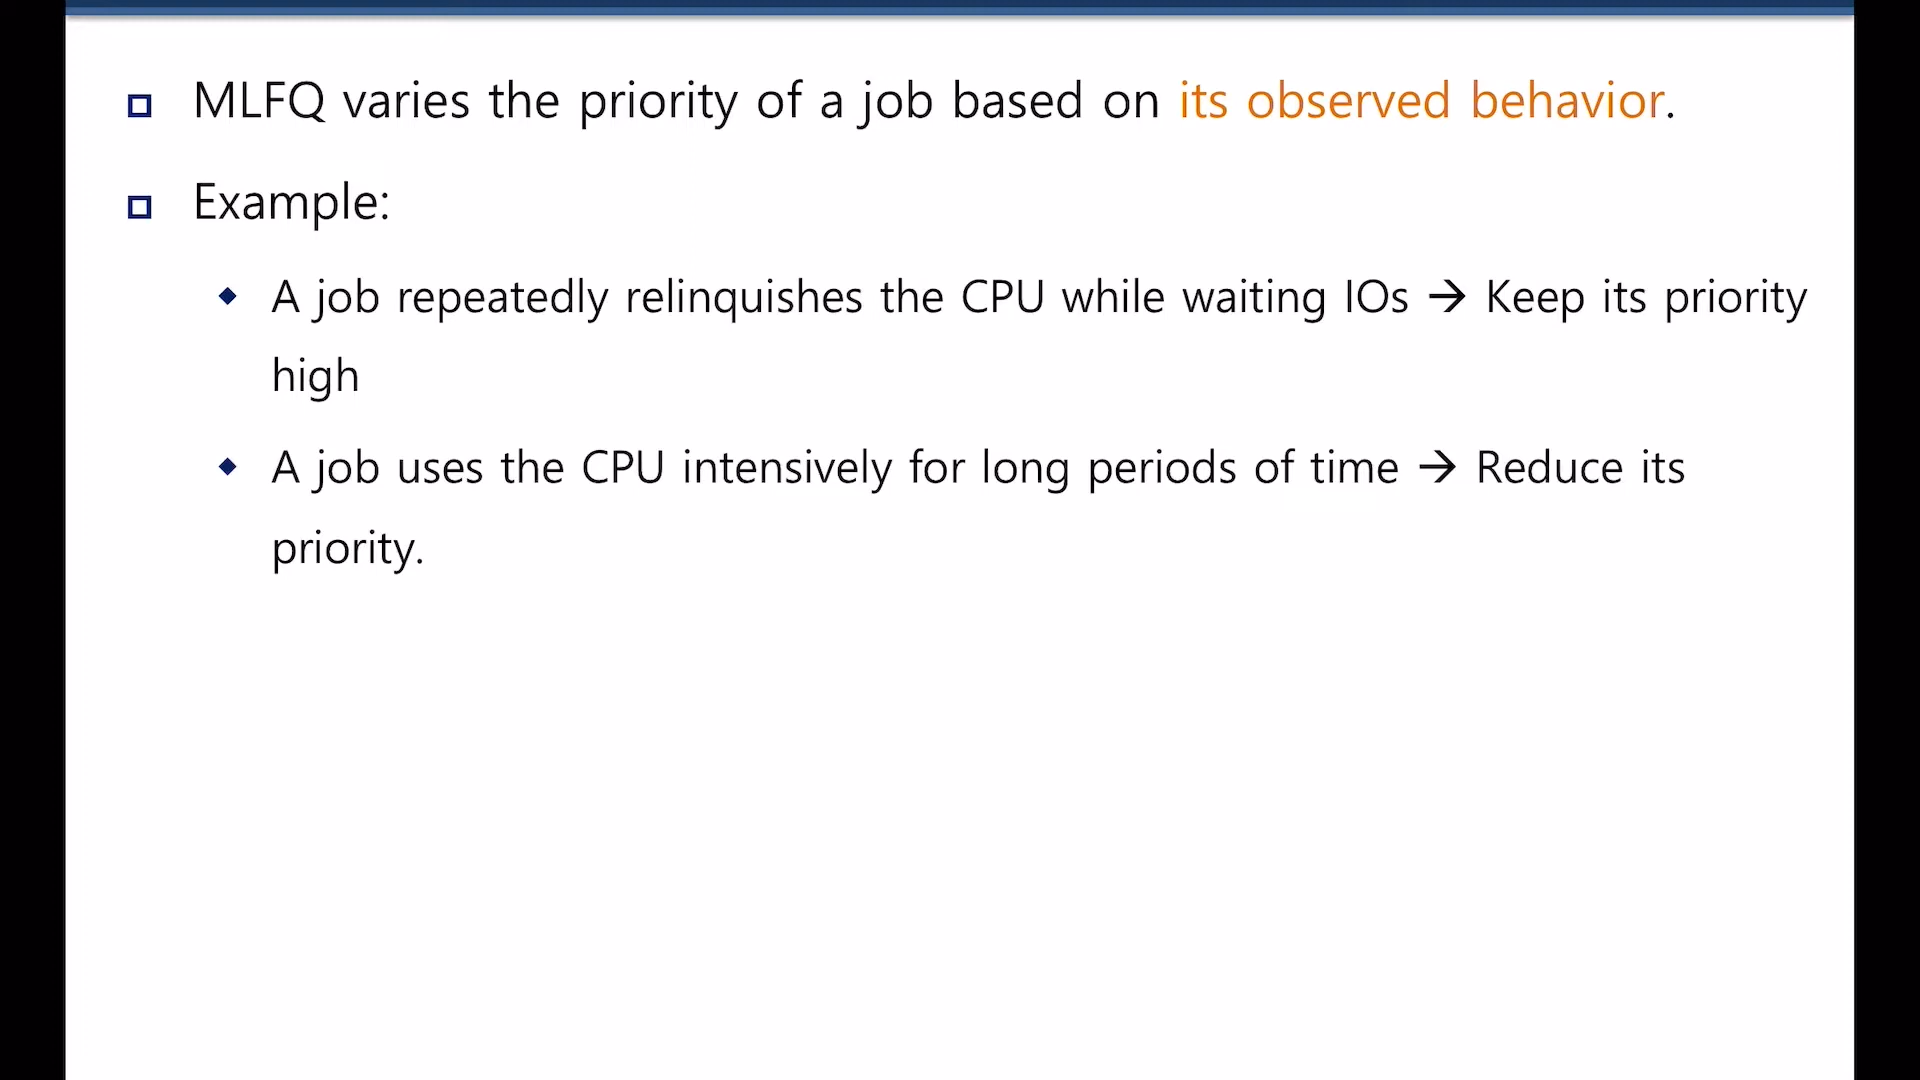 MLFQ varies the priority of a job based on its observed behavior.
Example:
A job repeatedly relinquishes the CPU while waiting IOs → Keep its priority
high
A job uses the CPU intensively for long periods of time → Reduce its
priority.